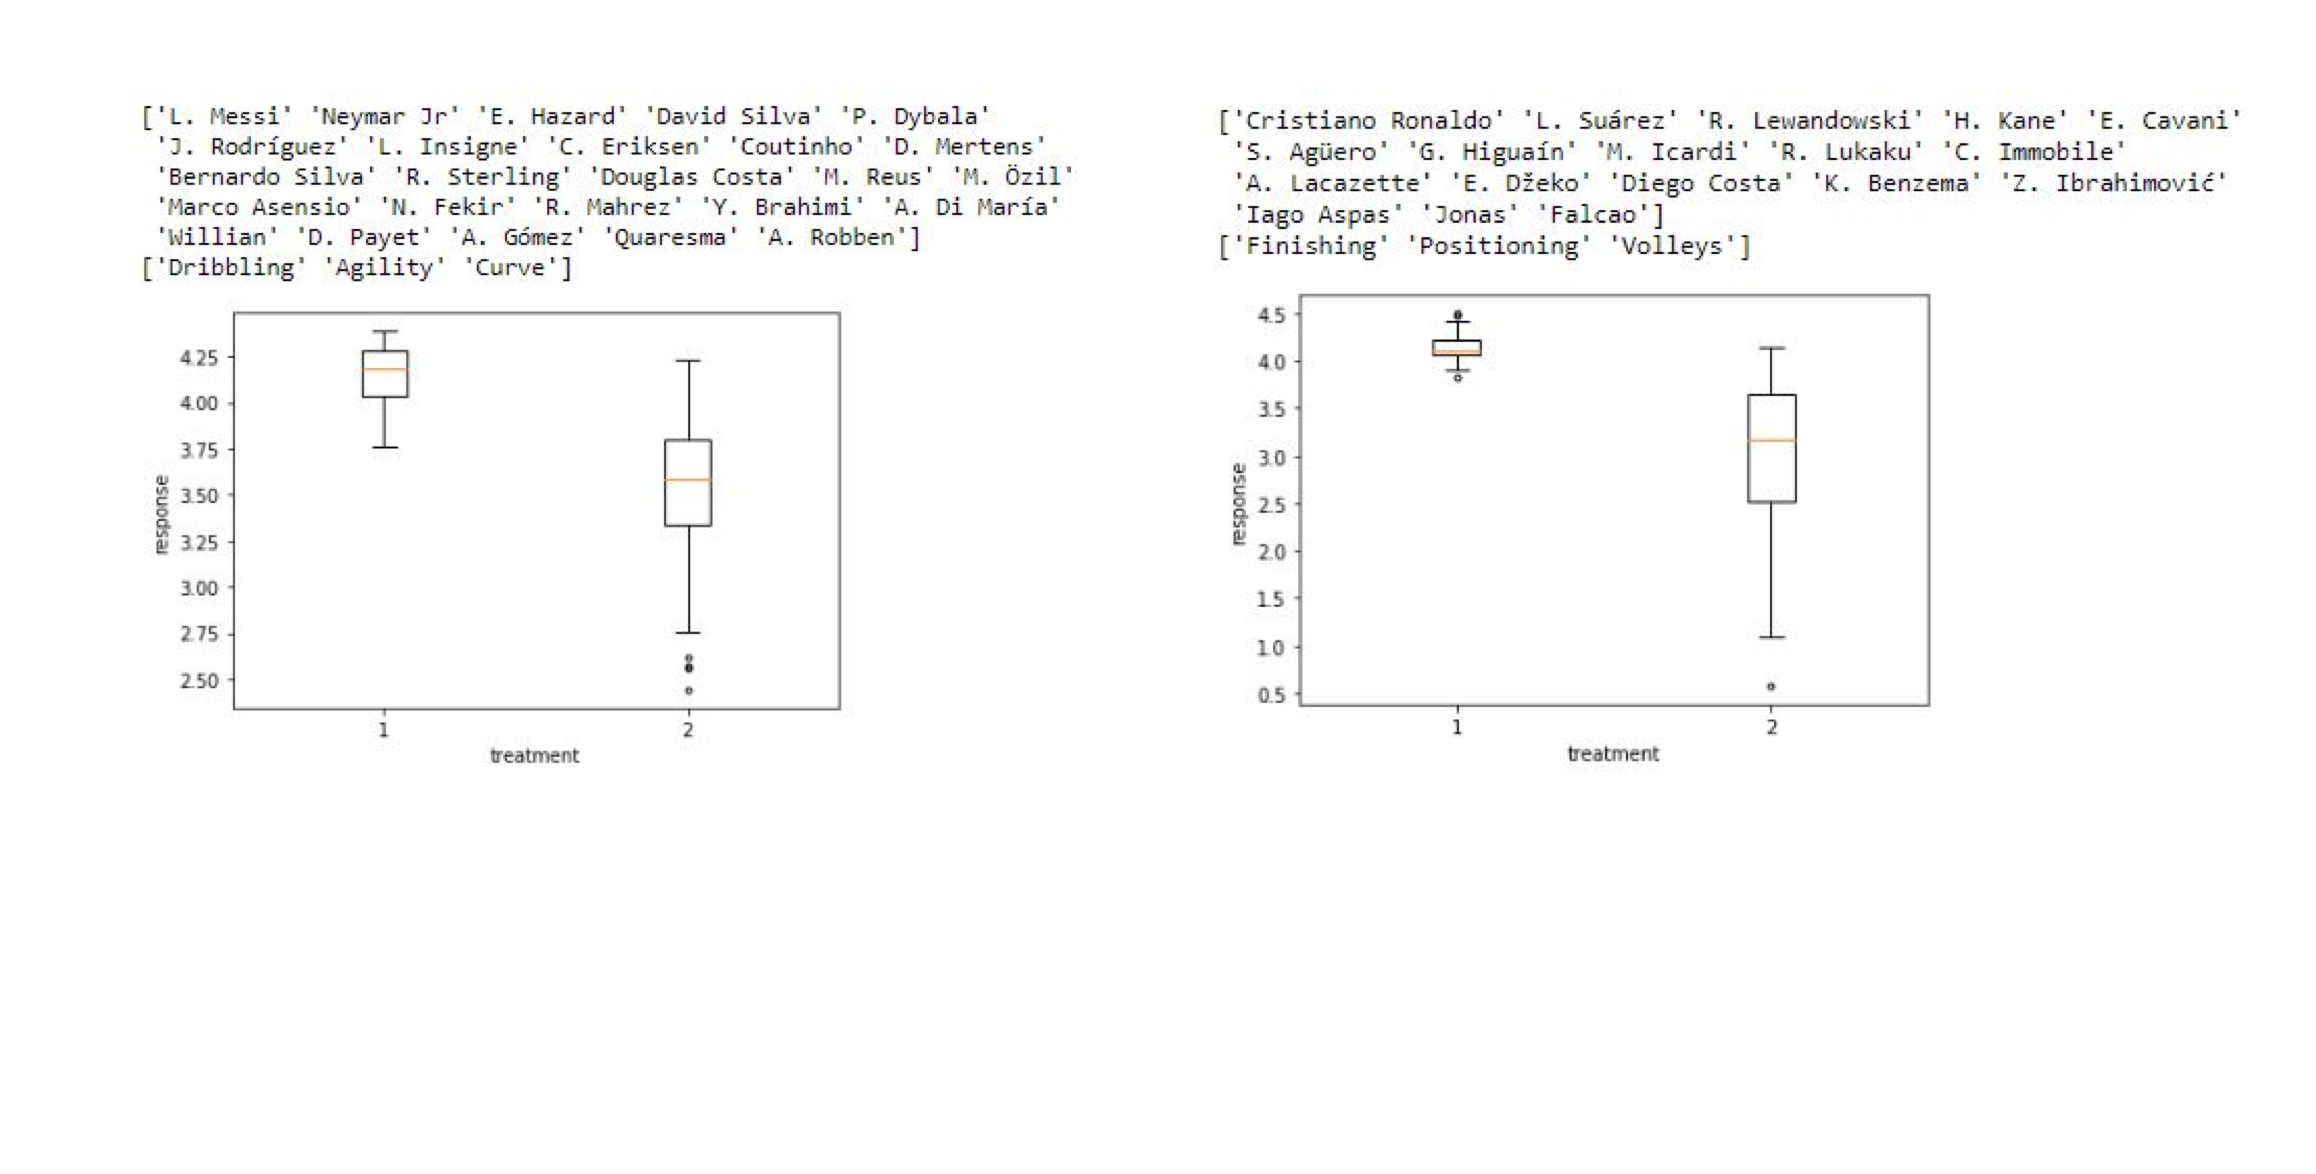 ['L. Messi' 'Neymar Jr' 'E. Hazard' 'David Silva' 'P. Dybala'
'J. Rodríguez' 'L. Insigne' 'C. Eriksen' 'Coutinho' 'D. Mertens'
'Bernardo Silva' 'R. Sterling' 'Douglas Costa' 'M. Reus' 'M. Özil'
'Marco Asensio' 'N. Fekir' 'R. Mahrez' 'Y. Brahimi' 'A. Di María'
'Willian' 'D. Payet' 'A. Gómez' 'Quaresma' 'A. Robben']
['Dribbling' 'Agility' 'Curve']
4.25
4.00
3.75
3.50
3.25
3.00
2.75
2.50
response
1 2
treatment
['Cristiano Ronaldo' 'L. Suárez' 'R. Lewandowski' 'H. Kane' 'E. Cavani'
'S. Agüero' 'G. Higuaín' 'M. Icardi' 'R. Lukaku' 'C. Immobile'
'A. Lacazette' 'E. Džeko' 'Diego Costa' 'K. Benzema' 'Z. Ibrahimović'
'Iago Aspas' 'Jonas' 'Falcao']
['Finishing' 'Positioning' 'Volleys']
4.5
4.0
3.5
3.0
2.5
2.0
1.5
1.0
0.5
response
1 2
treatment